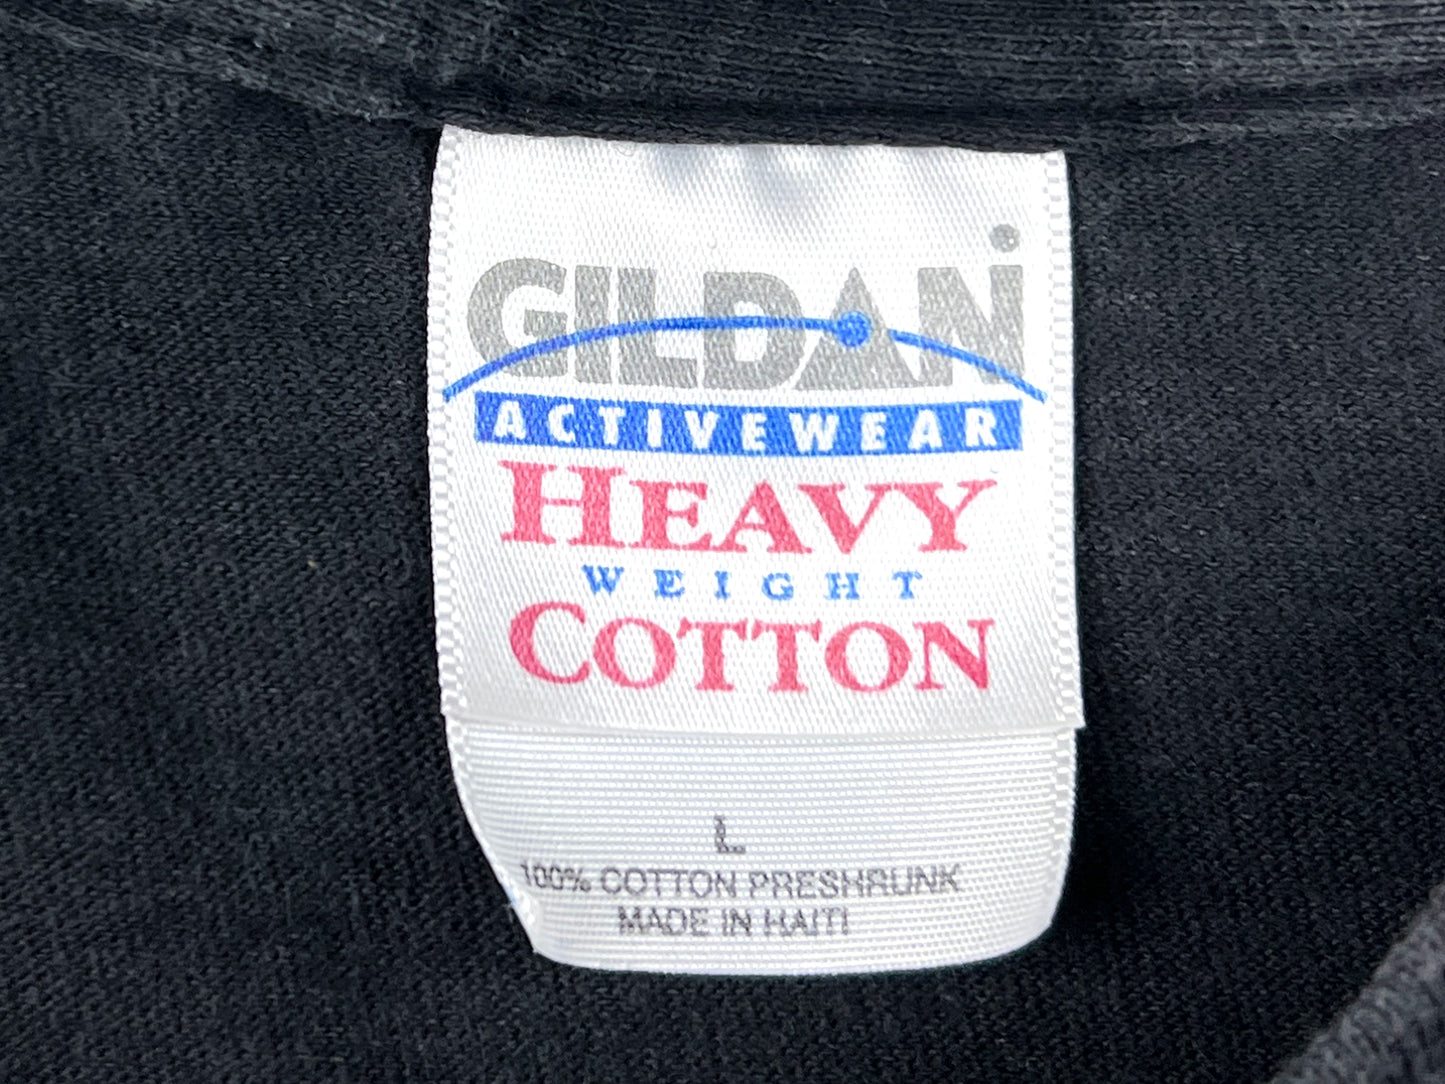 GILDAN
ACTIVEWEAR
HEAVY
WEIGHT
COTTON
L
100% COTTON PRESHRUNK
MADE IN HAITI